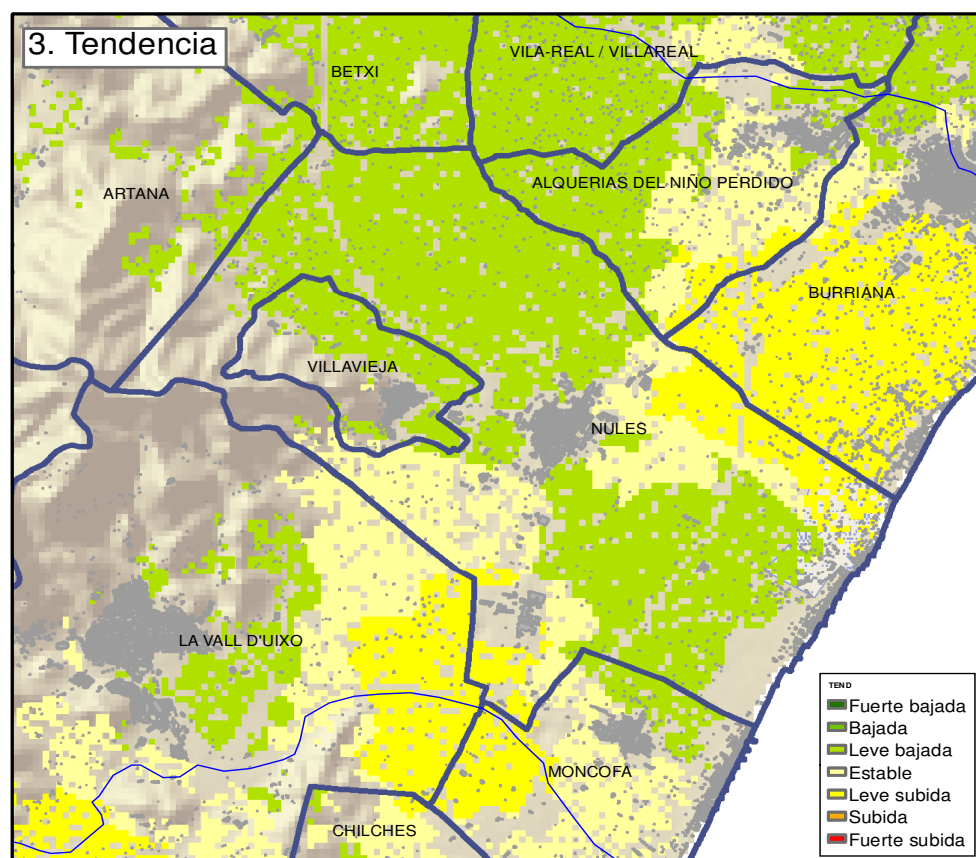 3. Tendencia
VILA-REAL / VILLAREAL
BETXI
ARTANA
ALQUERIAS DEL NIÑO PERDIDO
BURRIANA
VILLAVIEJA
NULES
LA VALL D'UIXO
MONCOFA
CHILCHES
TEND
Fuerte bajada
Bajada
Leve bajada
Estable
Leve subida
Subida
Fuerte subida